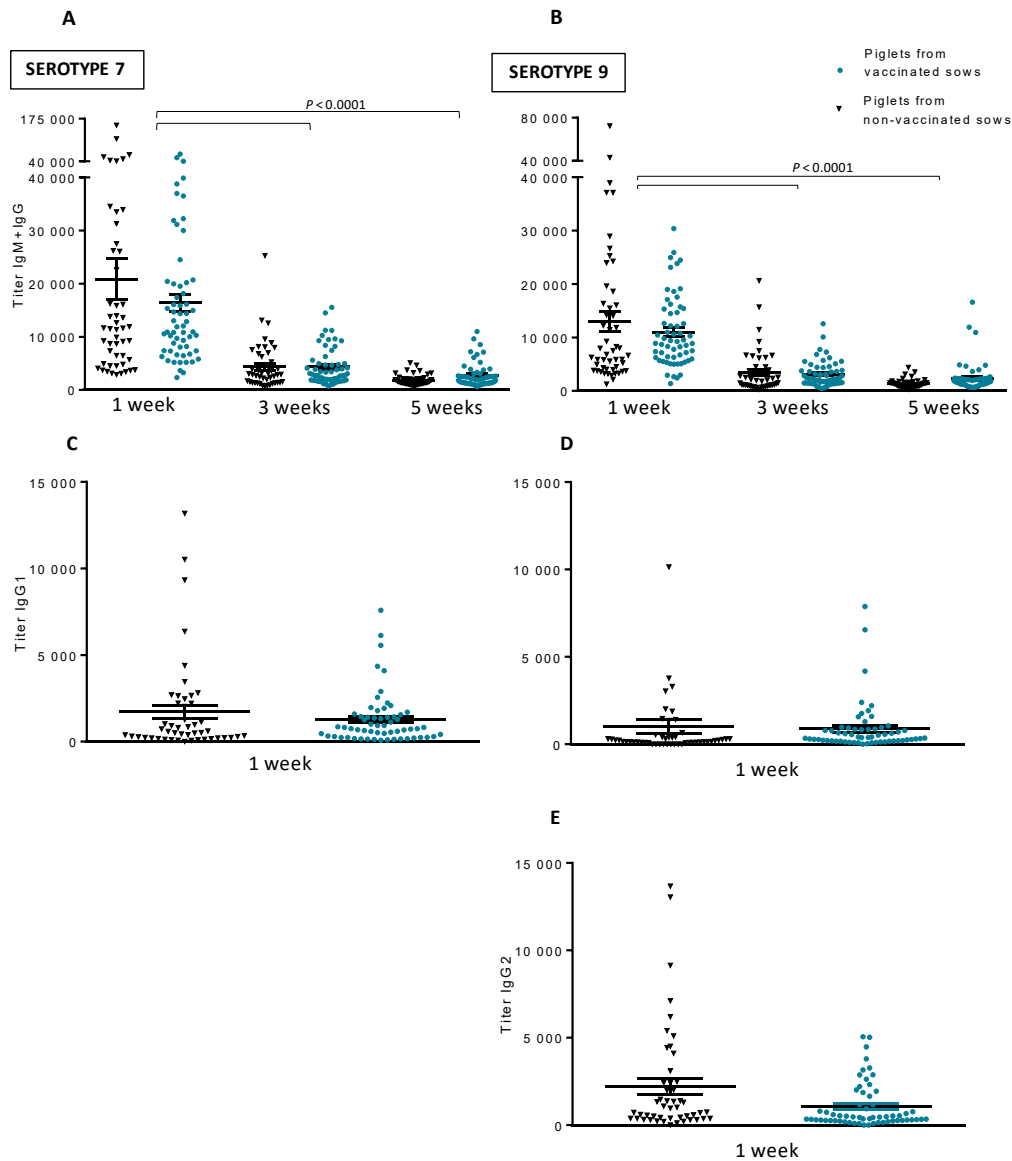 A
B
SEROTYPE 7
SEROTYPE 9
Piglets from
vaccinated sows
Piglets from
non-vaccinated sows
P < 0.0001
175 000
40 000
40 000
30 000
20 000
10 000
0
Titer IgM+IgG
1 week
3 weeks
5 weeks
P < 0.0001
80 000
40 000
40 000
30 000
20 000
10 000
0
1 week
3 weeks
5 weeks
C
15 000
10 000
5 000
0
Titer IgG1
1 week
D
15 000
10 000
5 000
0
1 week
E
15 000
10 000
5 000
0
Titer IgG2
1 week